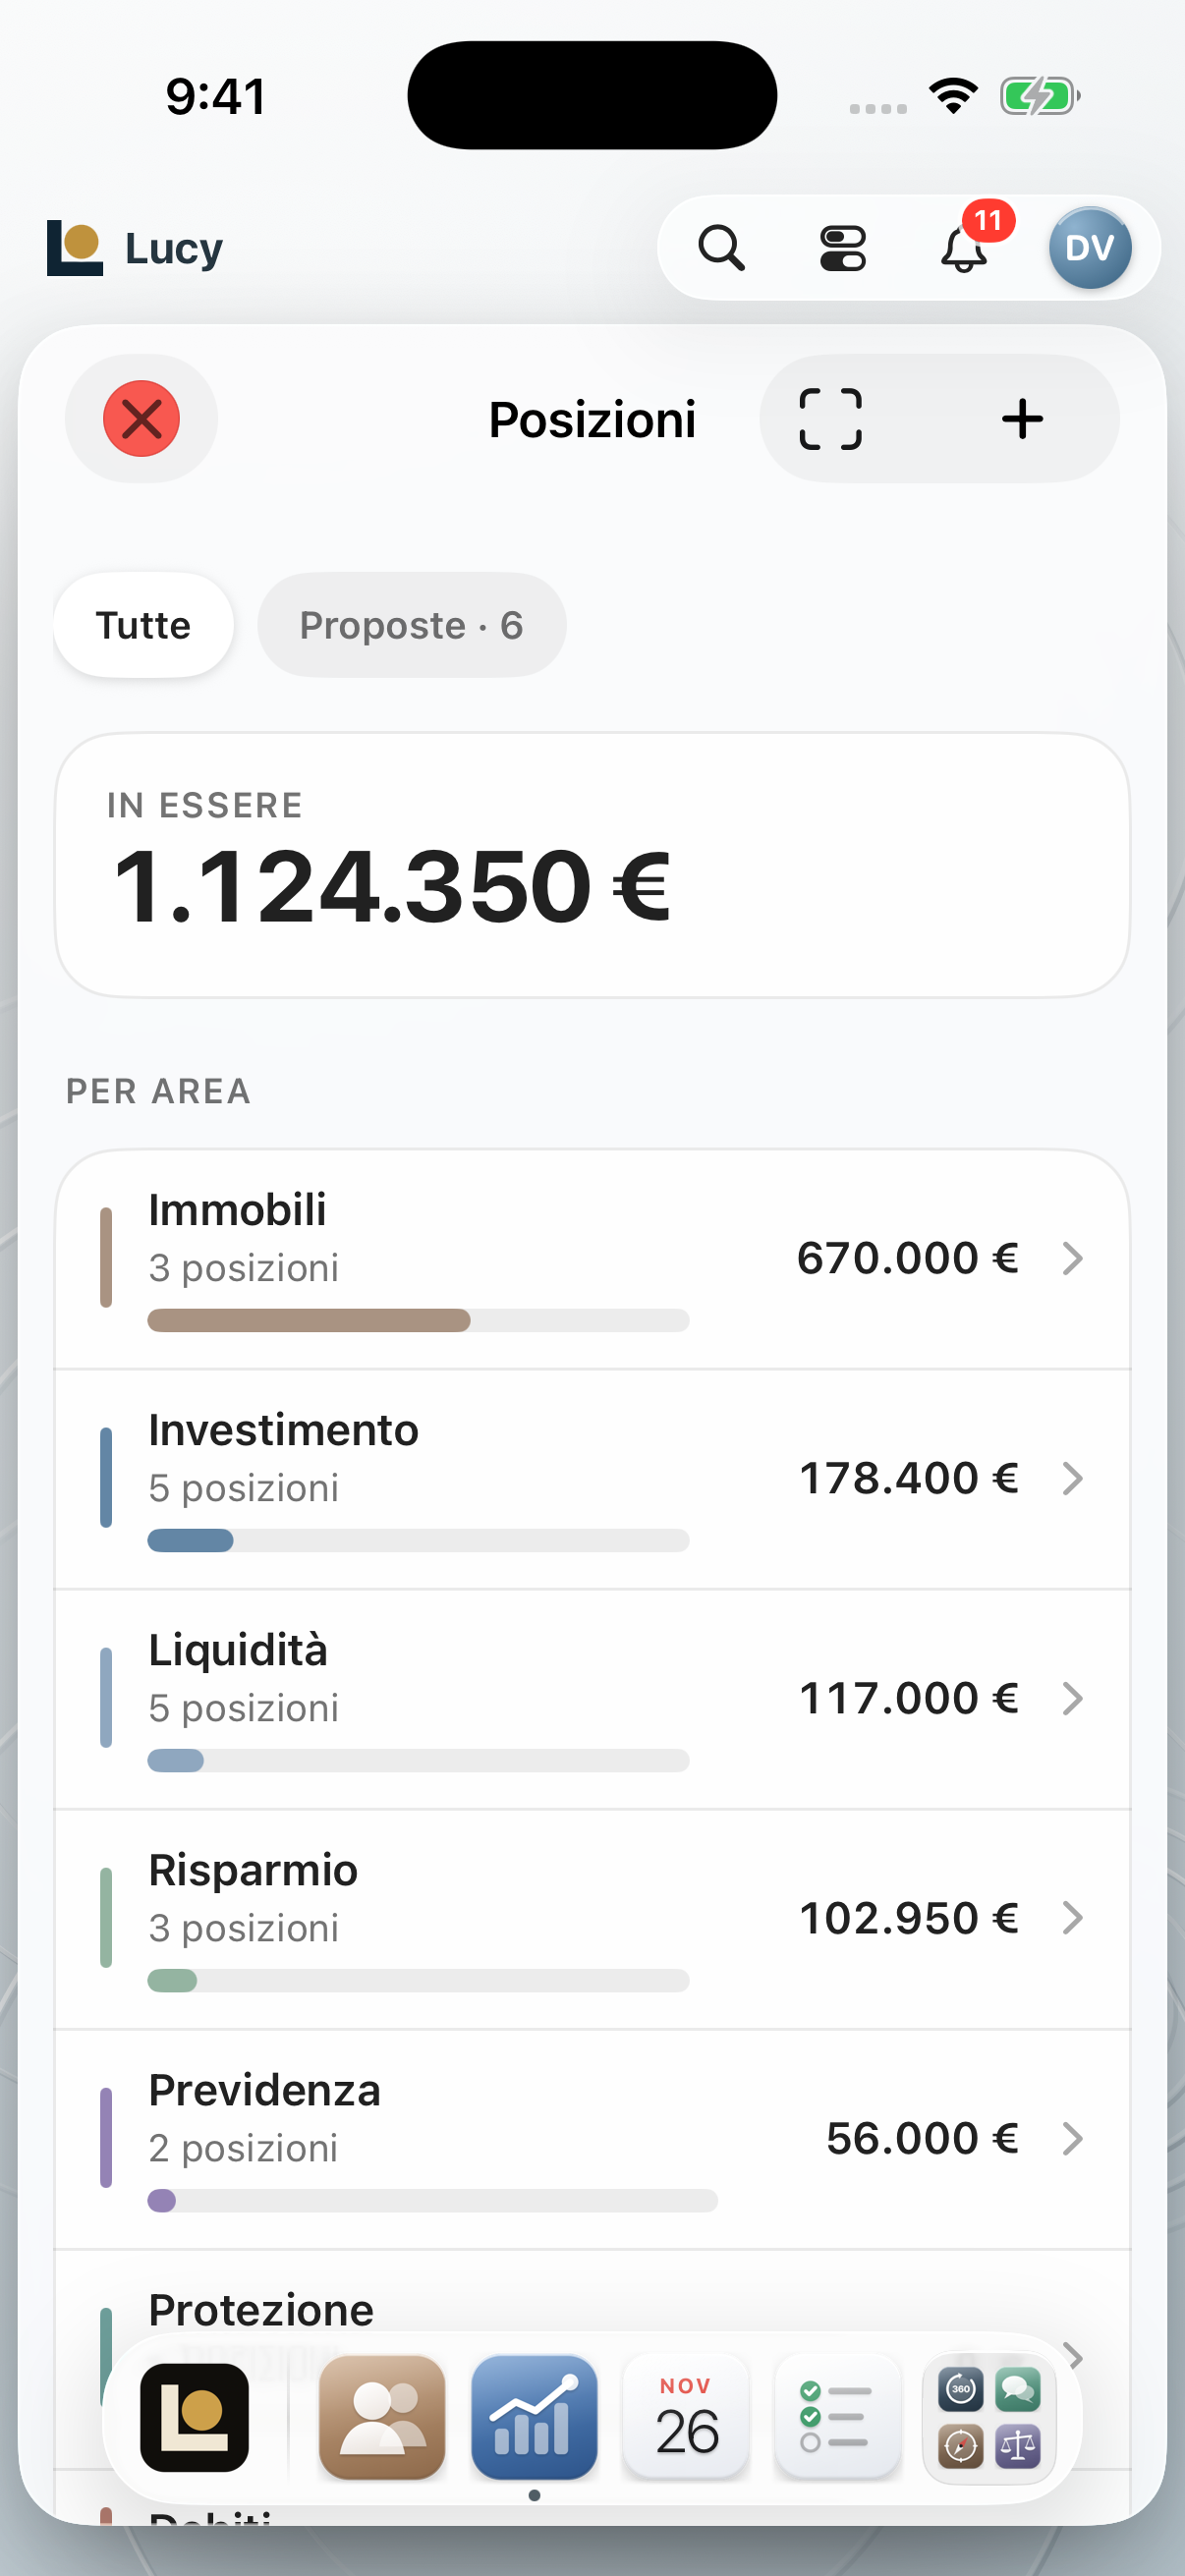 9:41
Lucy
11
DV
Posizioni
Tutte
Proposte · 6
IN ESSERE
1.124.350 €
PER AREA
Immobili
3 posizioni
670.000 €
Investimento
5 posizioni
178.400 €
Liquidità
5 posizioni
117.000 €
Risparmio
3 posizioni
102.950 €
Previdenza
2 posizioni
56.000 €
Protezione
NOV
26
360